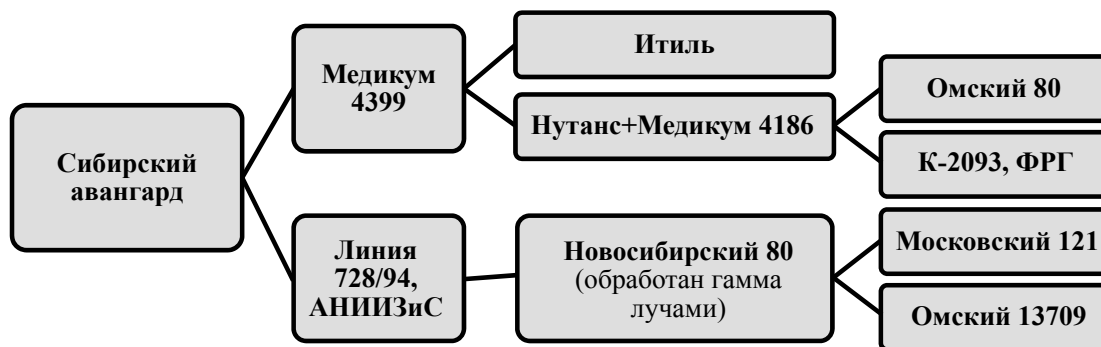 Сибирский
авангард
Медикум
4399
Итиль
Нутанс+Медикум 4186
Омский 80
К-2093, ФРГ
Линия
728/94,
АНИИЗиС
Новосибирский 80
(обработан гамма
лучами)
Московский 121
Омский 13709